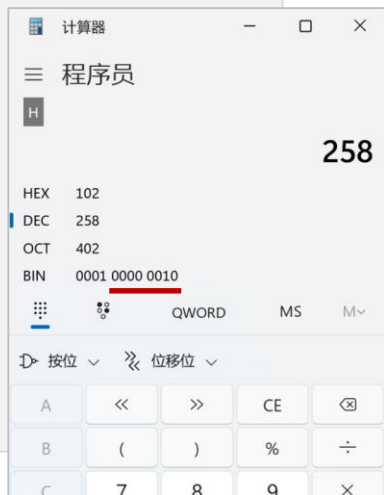 计算器
程序员
H
258
HEX 102
DEC 258
OCT 402
BIN 0001 0000 0010
QWORD MS M
按位 位移位
A << >> CE
B ( ) % ÷
C 7 8 9 ×